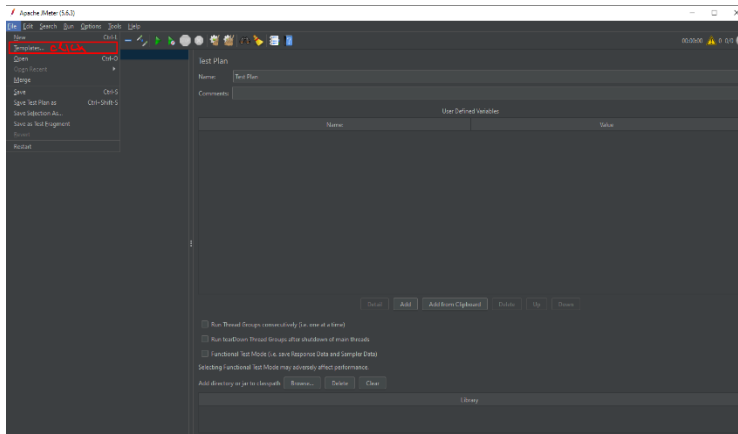 Apache JMeter (5.6.3)
File Edit Search Run Options Tools Help
New Ctrl-L
Templates... click
Open Ctrl-O
Open Recent
Merge
Save Ctrl-S
Save Test Plan as Ctrl+Shift-S
Save Selection As...
Save as Test Fragment
Revert
Restart
00:00:00 0 0/0
Test Plan
Name: Test Plan
Comments:
User Defined Variables
Name Value
Detail Add Add from Clipboard Delete Up Down
Run Thread Groups consecutively (i.e. one at a time)
Run tearDown Thread Groups after shutdown of main threads
Functional Test Mode (i.e. save Response Data and Sampler Data)
Selecting Functional Test Mode may adversely affect performance.
Add directory or jar to classpath Browse... Delete Clear
Library